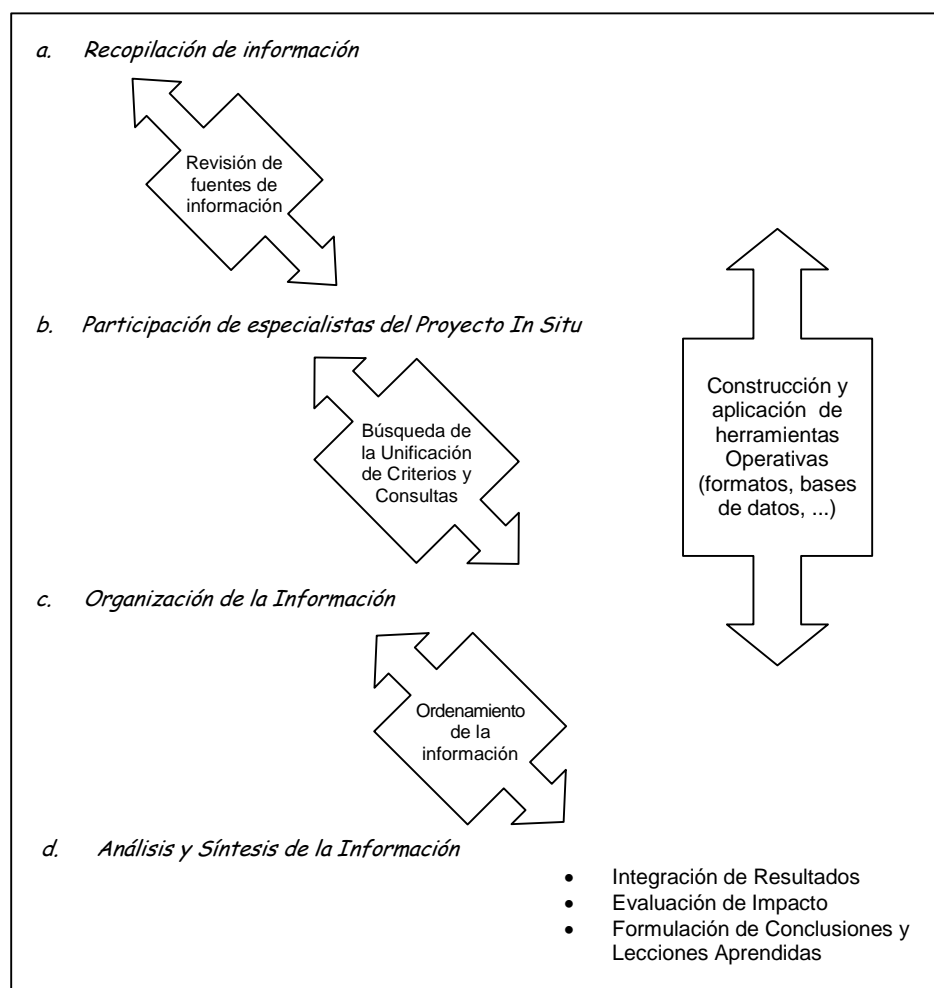 a. Recopilación de información
Revisión de
fuentes de
información
b. Participación de especialistas del Proyecto In Situ
Búsqueda de
la Unificación
de Criterios y
Consultas
Construcción y
aplicación de
herramientas
Operativas
(formatos, bases
de datos, ...)
c. Organización de la Información
Ordenamiento
de la
información
d. Análisis y Síntesis de la Información
• Integración de Resultados
• Evaluación de Impacto
• Formulación de Conclusiones y
Lecciones Aprendidas